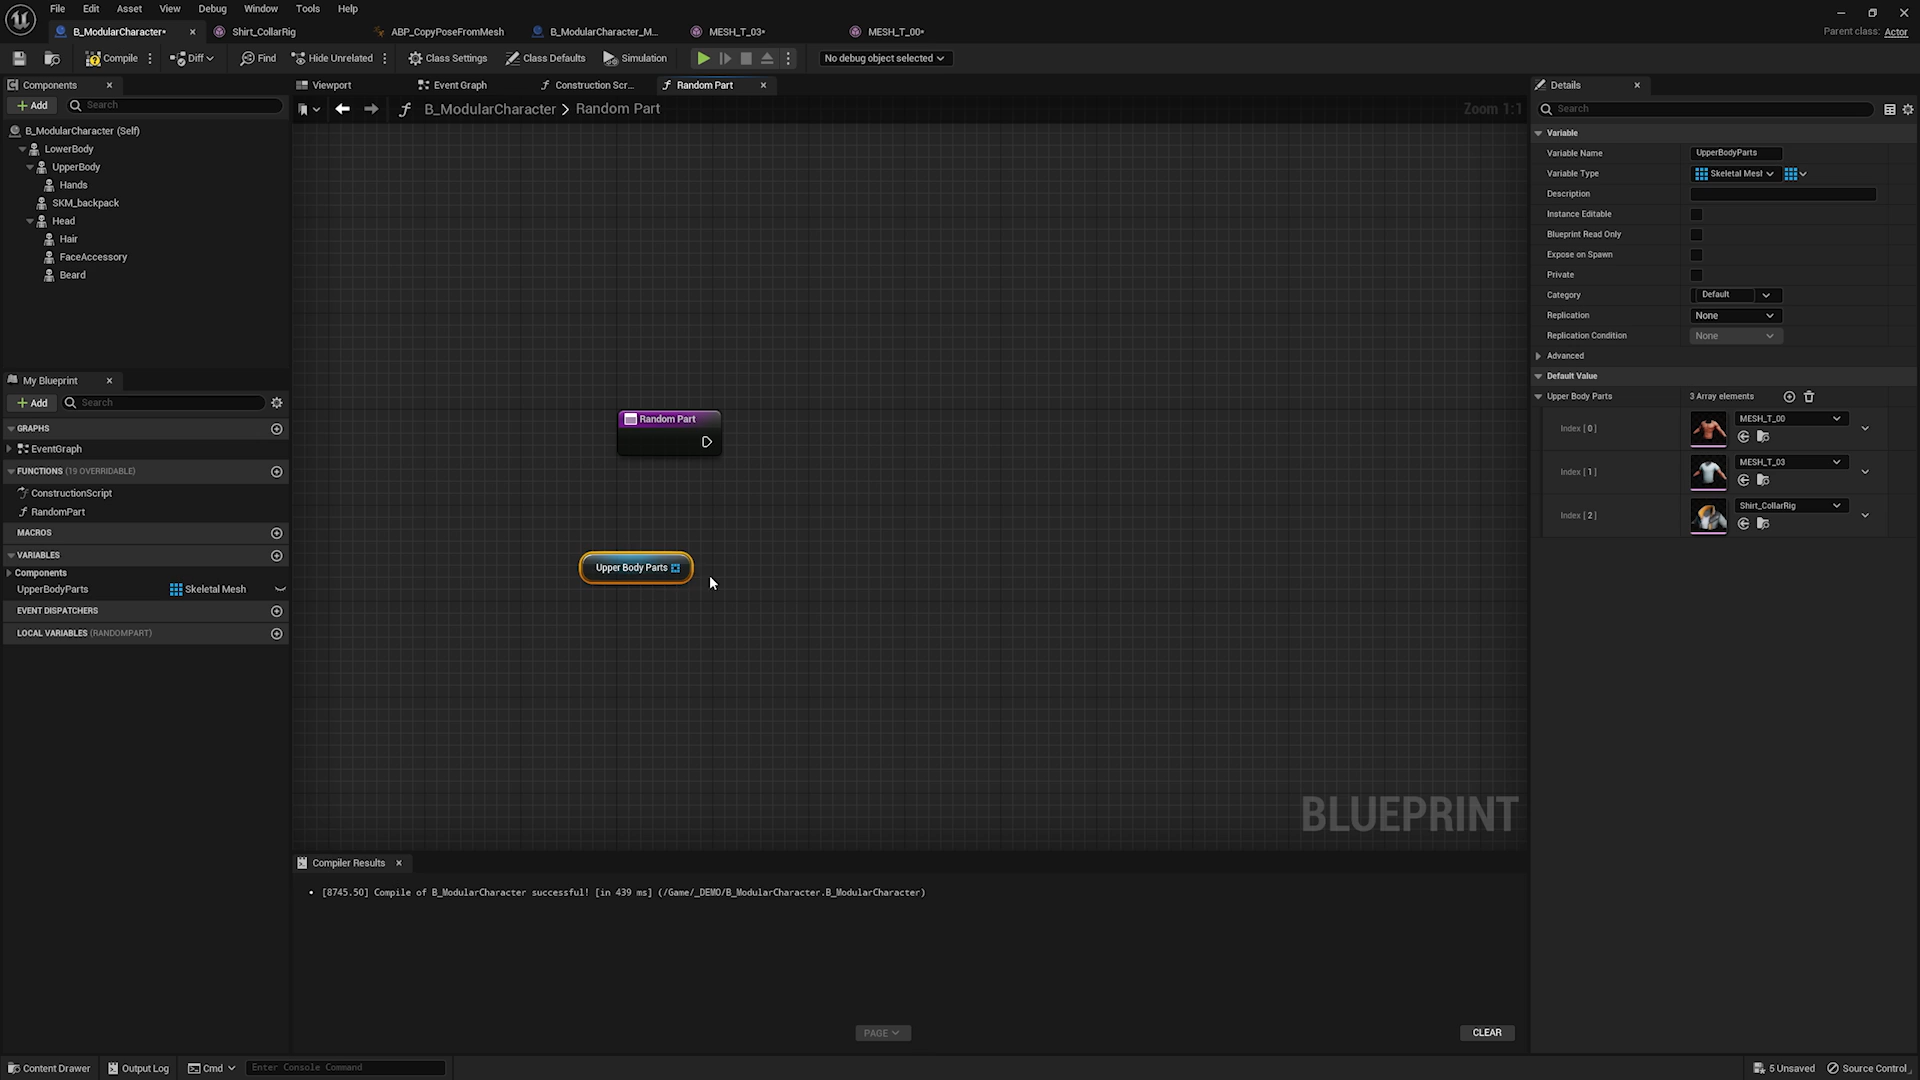 File Edit Asset View Debug Window Tools Help
B_ModularCharacter* Shirt_CollarRig ABP_CopyPoseFromMesh B_ModularCharacter_M... MESH_T_03* MESH_T_00*
Parent class: Actor
Compile Diff Find Hide Unrelated Class Settings Class Defaults Simulation No debug object selected
Components
Add Search
B_ModularCharacter (Self)
LowerBody
UpperBody
Hands
SKM_backpack
Head
Hair
FaceAccessory
Beard
My Blueprint
Add Search
GRAPHS
EventGraph
FUNCTIONS (19 OVERRIDABLE)
ConstructionScript
RandomPart
MACROS
VARIABLES
Components
UpperBodyParts Skeletal Mesh
EVENT DISPATCHERS
LOCAL VARIABLES (RANDOMPART)
Viewport Event Graph Construction Scr... Random Part
B_ModularCharacter > Random Part
Zoom 1:1
Random Part
Upper Body Parts
BLUEPRINT
Compiler Results
[8745.50] Compile of B_ModularCharacter successful! [in 439 ms] (/Game/_DEMO/B_ModularCharacter.B_ModularCharacter)
PAGE
CLEAR
Details
Search
Variable
Variable Name UpperBodyParts
Variable Type Skeletal Mesl
Description
Instance Editable
Blueprint Read Only
Expose on Spawn
Private
Category Default
Replication None
Replication Condition None
Advanced
Default Value
Upper Body Parts 3 Array elements
Index [ 0 ] MESH_T_00
Index [ 1 ] MESH_T_03
Index [ 2 ] Shirt_CollarRig
Content Drawer Output Log Cmd Enter Console Command
5 Unsaved Source Control